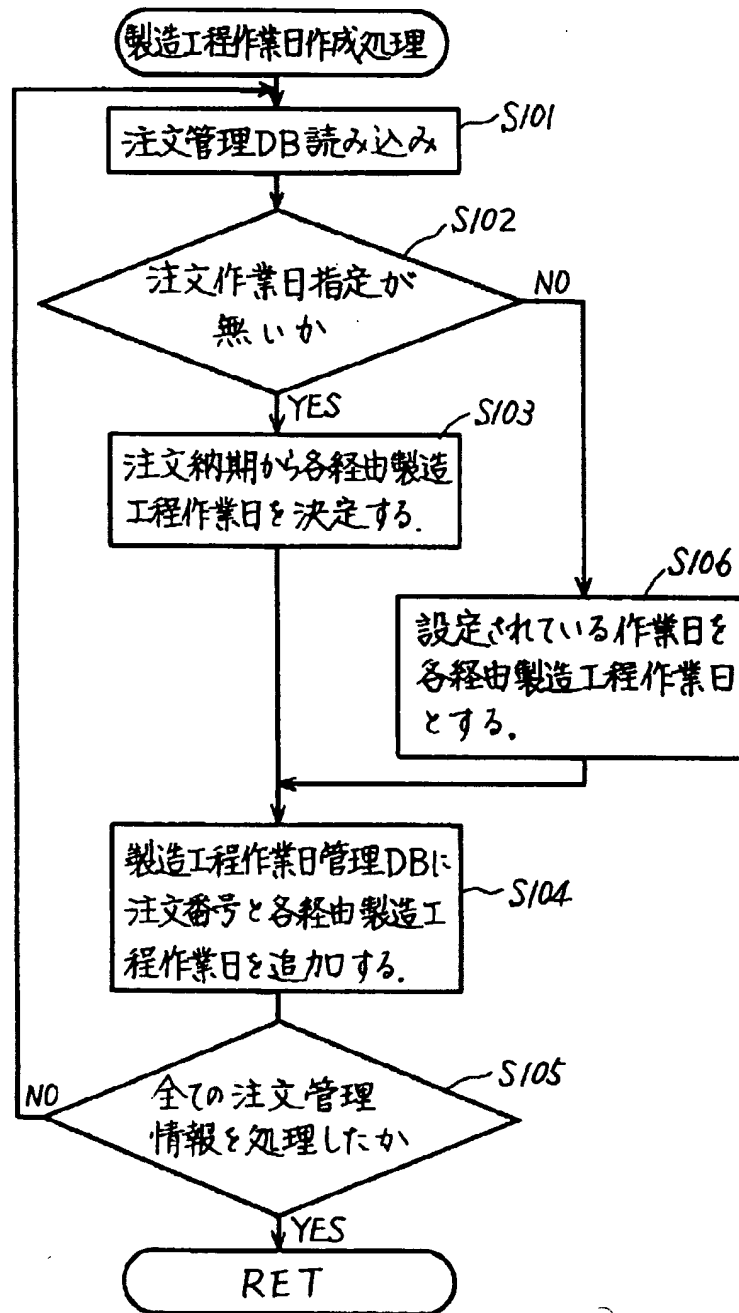 製造工程作業日作成処理
S101
注文管理DB読み込み
S102
注文作業日指定が
無いか
NO
YES
S103
注文納期から各経由製造
工程作業日を決定する.
S106
設定されている作業日を
各経由製造工程作業日
とする.
製造工程作業日管理DBに
注文番号と各経由製造工
程作業日を追加する.
S104
S105
全ての注文管理
情報を処理したか
NO
YES
RET